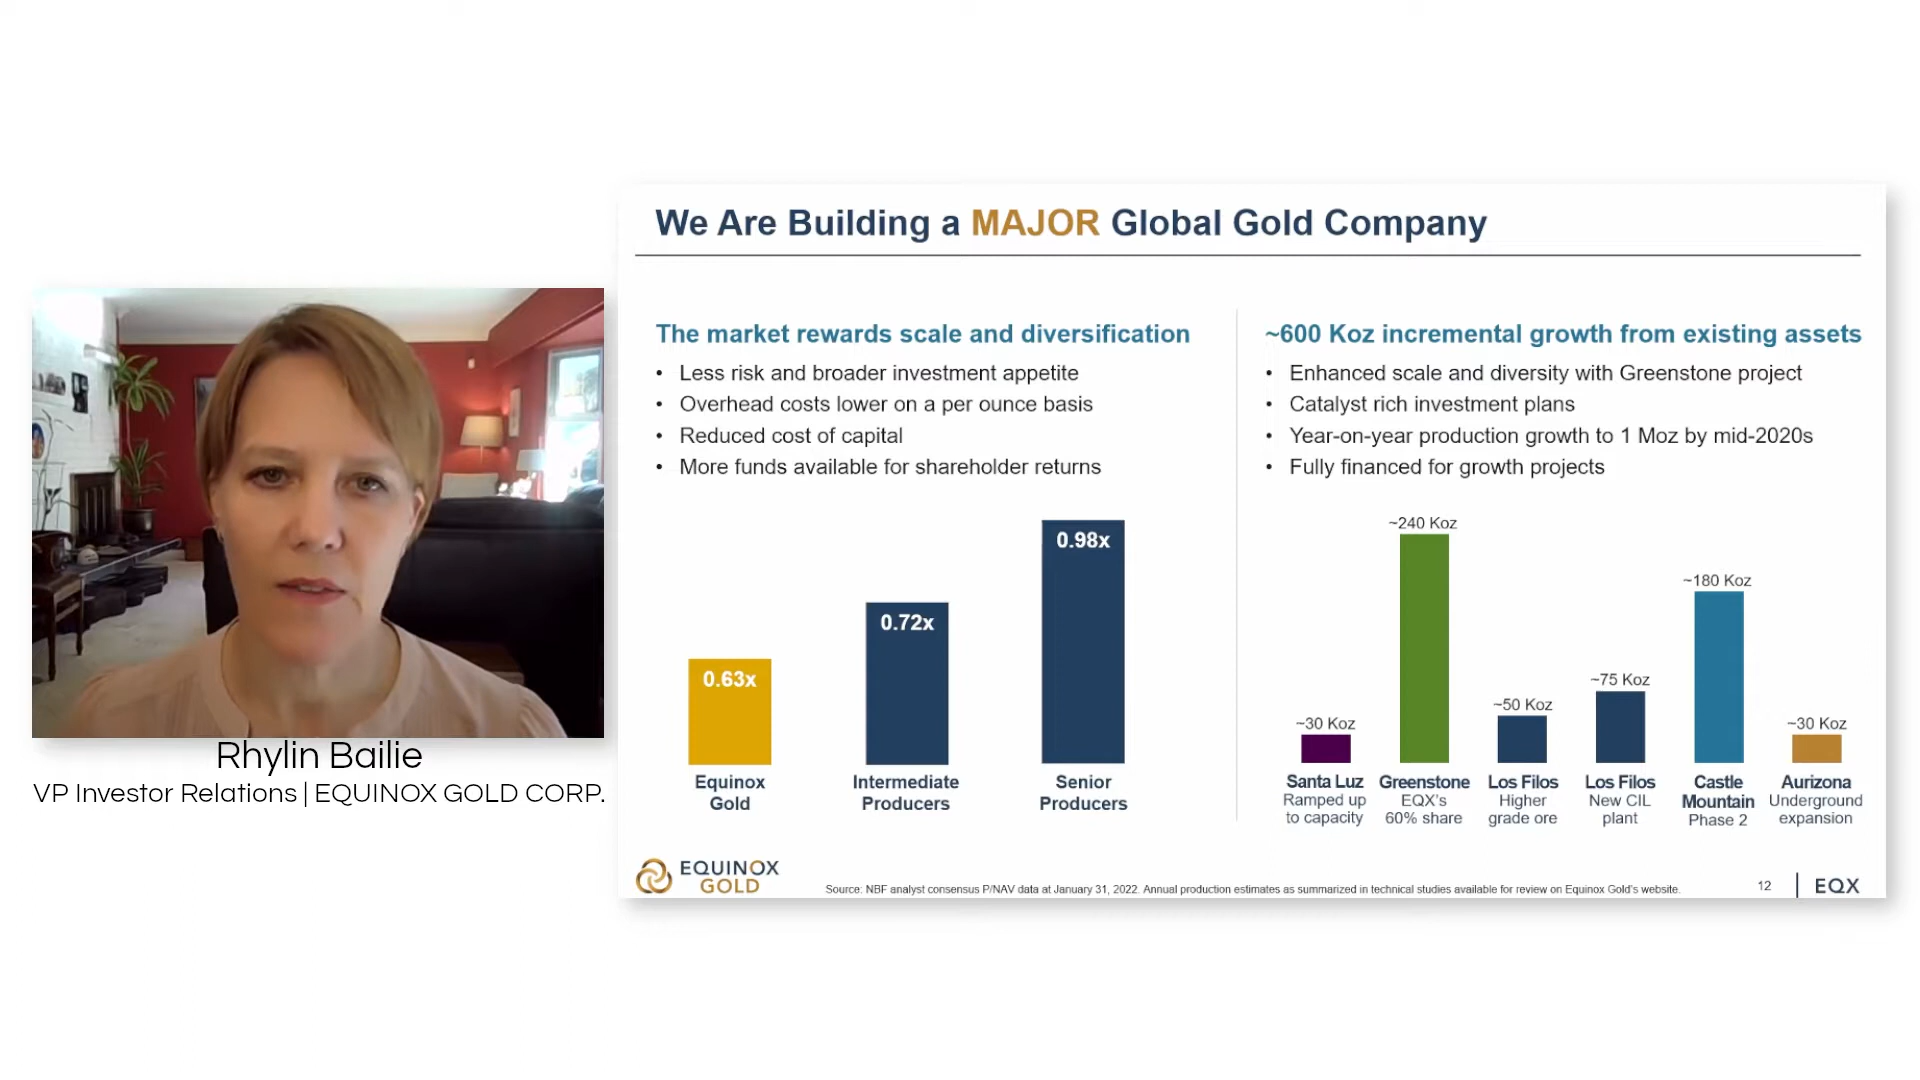 We Are Building a MAJOR Global Gold Company
The market rewards scale and diversification
• Less risk and broader investment appetite
• Overhead costs lower on a per ounce basis
• Reduced cost of capital
• More funds available for shareholder returns
0.63x
0.72x
0.98x
Equinox
Gold
Intermediate
Producers
Senior
Producers
~600 Koz incremental growth from existing assets
• Enhanced scale and diversity with Greenstone project
• Catalyst rich investment plans
• Year-on-year production growth to 1 Moz by mid-2020s
• Fully financed for growth projects
~30 Koz
~240 Koz
~50 Koz
~75 Koz
~180 Koz
~30 Koz
Santa Luz
Ramped up
to capacity
Greenstone
EQX's
60% share
Los Filos
Higher
grade ore
Los Filos
New CIL
plant
Castle
Mountain
Phase 2
Aurizona
Underground
expansion
EQUINOX
GOLD
Source: NBF analyst consensus P/NAV data at January 31, 2022. Annual production estimates as summarized in technical studies available for review on Equinox Gold's website.
12
EQX
Rhylin Bailie
VP Investor Relations | EQUINOX GOLD CORP.